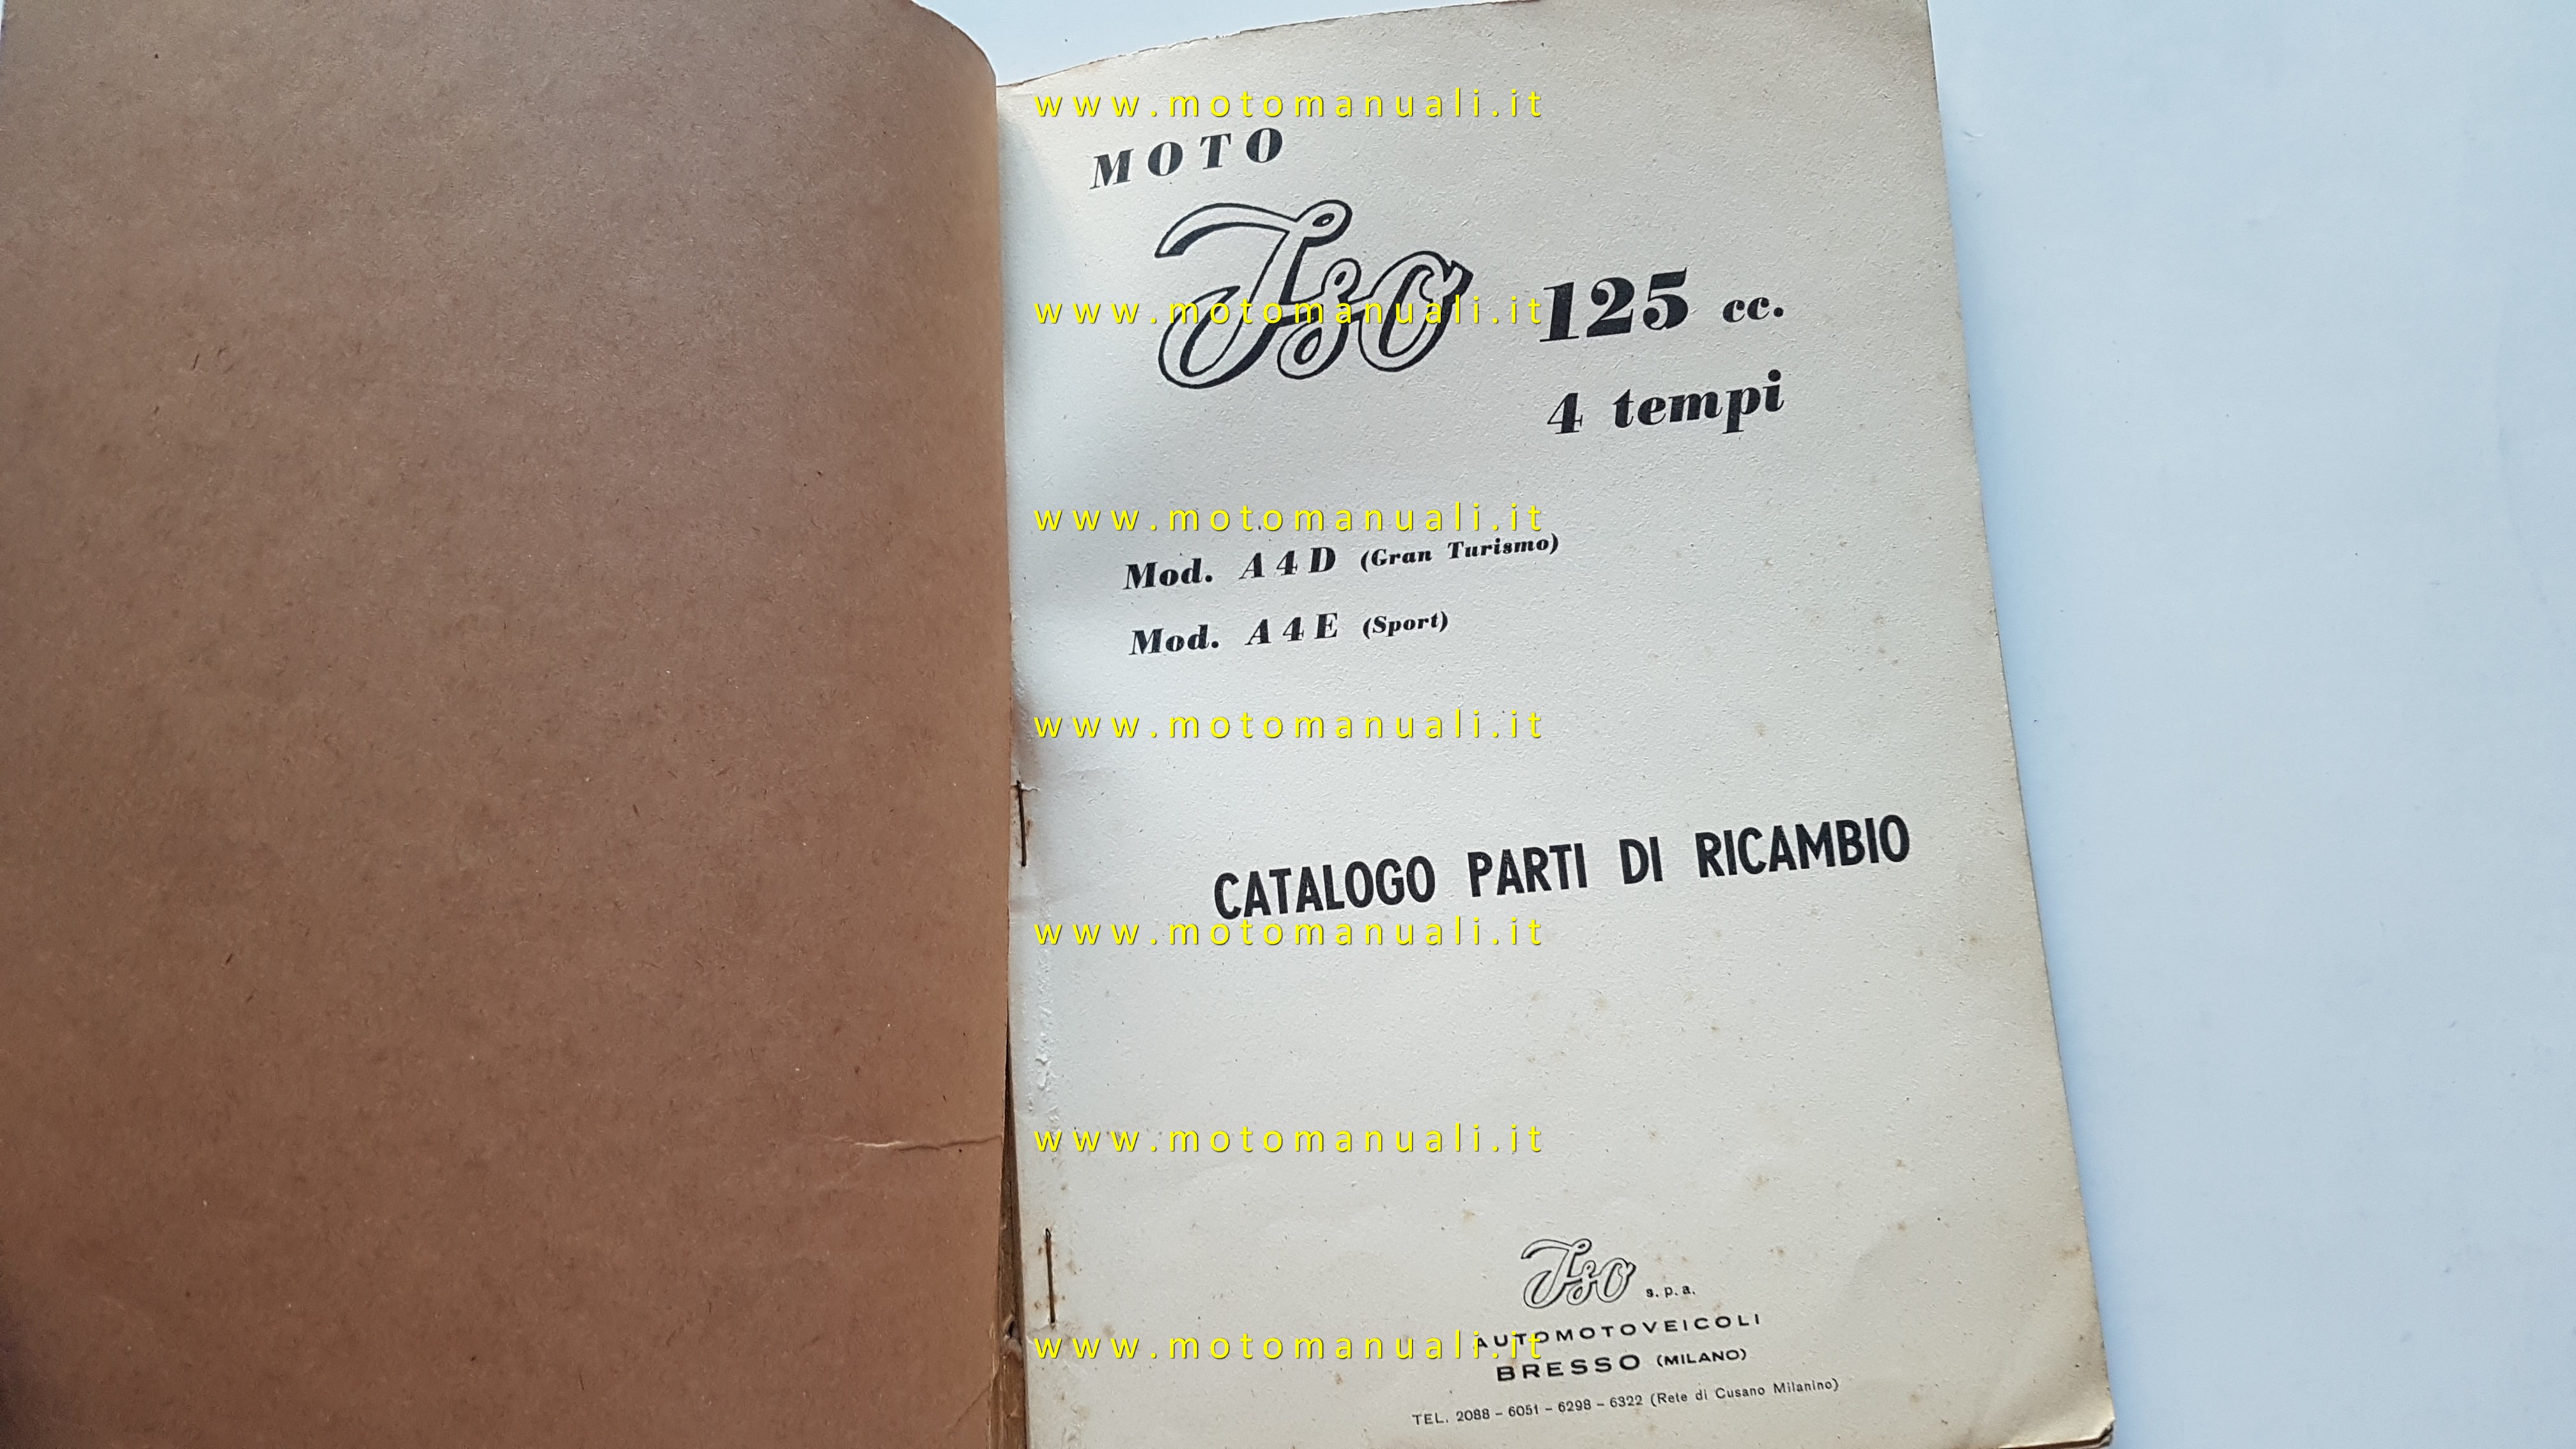 www.motomanuali.it
MOTO
Iso 125 cc.
www.motomanuali.it
4 tempi
www.motomanuali.it
Mod. A4D (Gran Turismo)
Mod. A4E (Sport)
www.motomanuali.it
CATALOGO PARTI DI RICAMBIO
www.motomanuali.it
www.motomanuali.it
Iso s.p.a.
AUTOMOTOVEICOLI
www.motomanuali.it
BRESSO (MILANO)
TEL. 2088 - 6051 - 6298 - 6322 (Rete di Cusano Milanino)